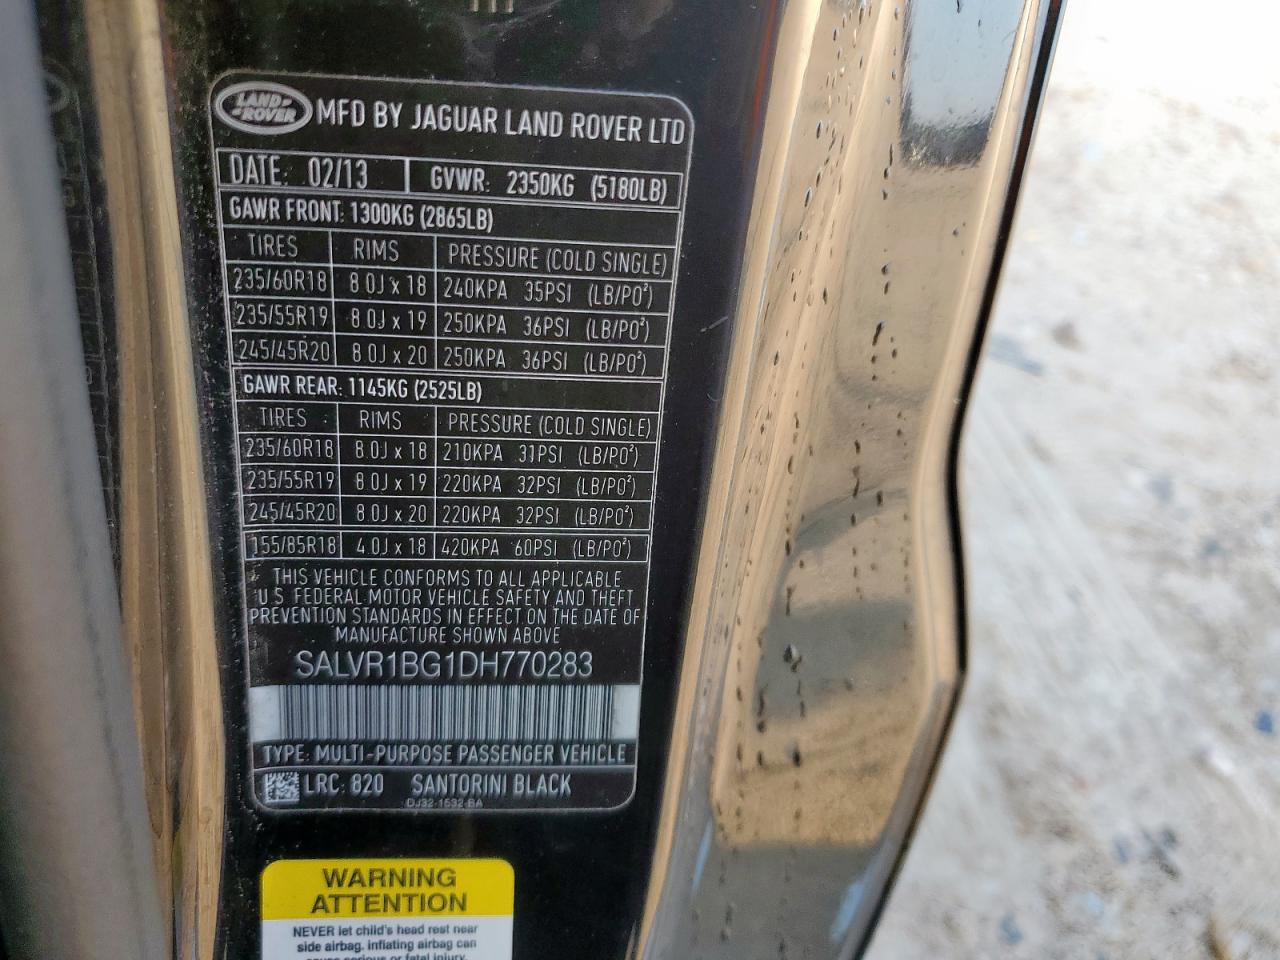 LAND ROVER MFD BY JAGUAR LAND ROVER LTD
DATE: 02/13 GVWR: 2350KG (5180LB)
GAWR FRONT: 1300KG (2865LB)
TIRES RIMS PRESSURE (COLD SINGLE)
235/60R18 8.0J x 18 240KPA 35PSI (LB/PO²)
235/55R19 8.0J x 19 250KPA 36PSI (LB/PO²)
245/45R20 8.0J x 20 250KPA 36PSI (LB/PO²)
GAWR REAR: 1145KG (2525LB)
TIRES RIMS PRESSURE (COLD SINGLE)
235/60R18 8.0J x 18 210KPA 31PSI (LB/PO²)
235/55R19 8.0J x 19 220KPA 32PSI (LB/PO²)
245/45R20 8.0J x 20 220KPA 32PSI (LB/PO²)
155/85R18 4.0J x 18 420KPA 60PSI (LB/PO²)
THIS VEHICLE CONFORMS TO ALL APPLICABLE
U.S. FEDERAL MOTOR VEHICLE SAFETY AND THEFT
PREVENTION STANDARDS IN EFFECT ON THE DATE OF
MANUFACTURE SHOWN ABOVE
SALVR1BG1DH770283
TYPE: MULTI-PURPOSE PASSENGER VEHICLE
LRC: 820 SANTORINI BLACK
DJ32-1532-BA
WARNING
ATTENTION
NEVER let child's head rest near
side airbag. inflating airbag can
cause serious or fatal injury.